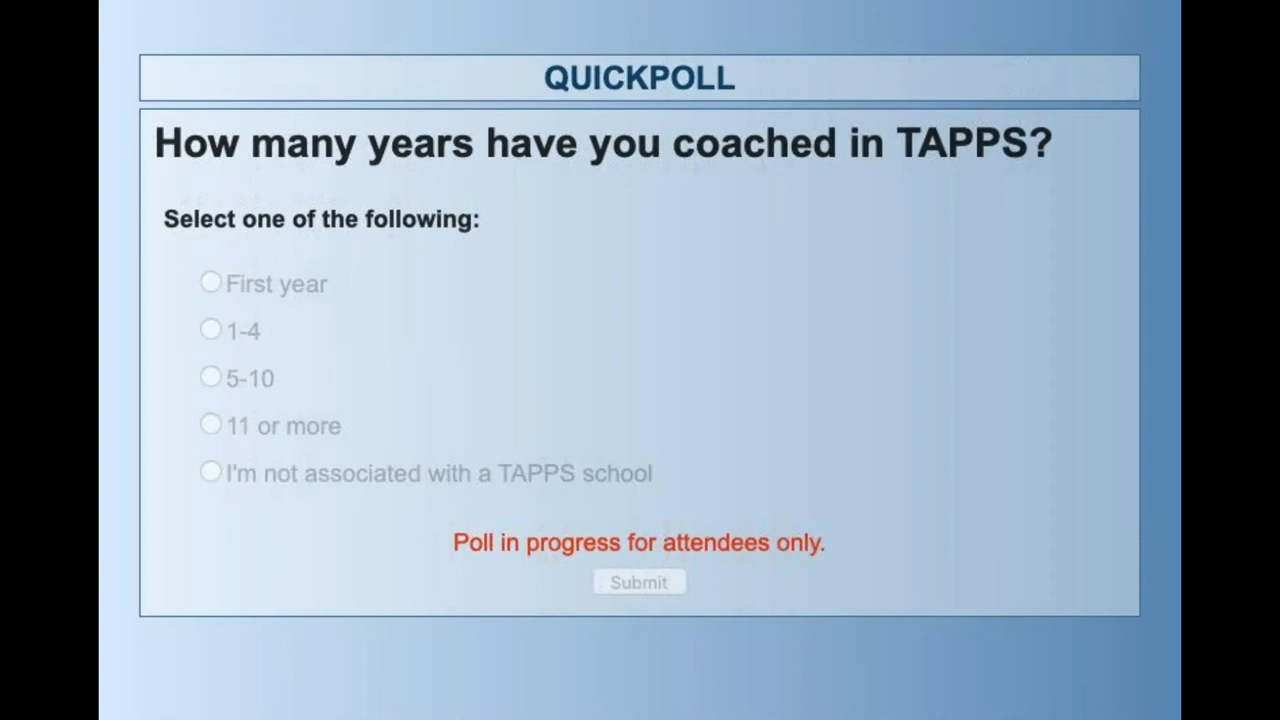 QUICKPOLL
How many years have you coached in TAPPS?
Select one of the following:
First year
1-4
5-10
11 or more
I'm not associated with a TAPPS school
Poll in progress for attendees only.
Submit